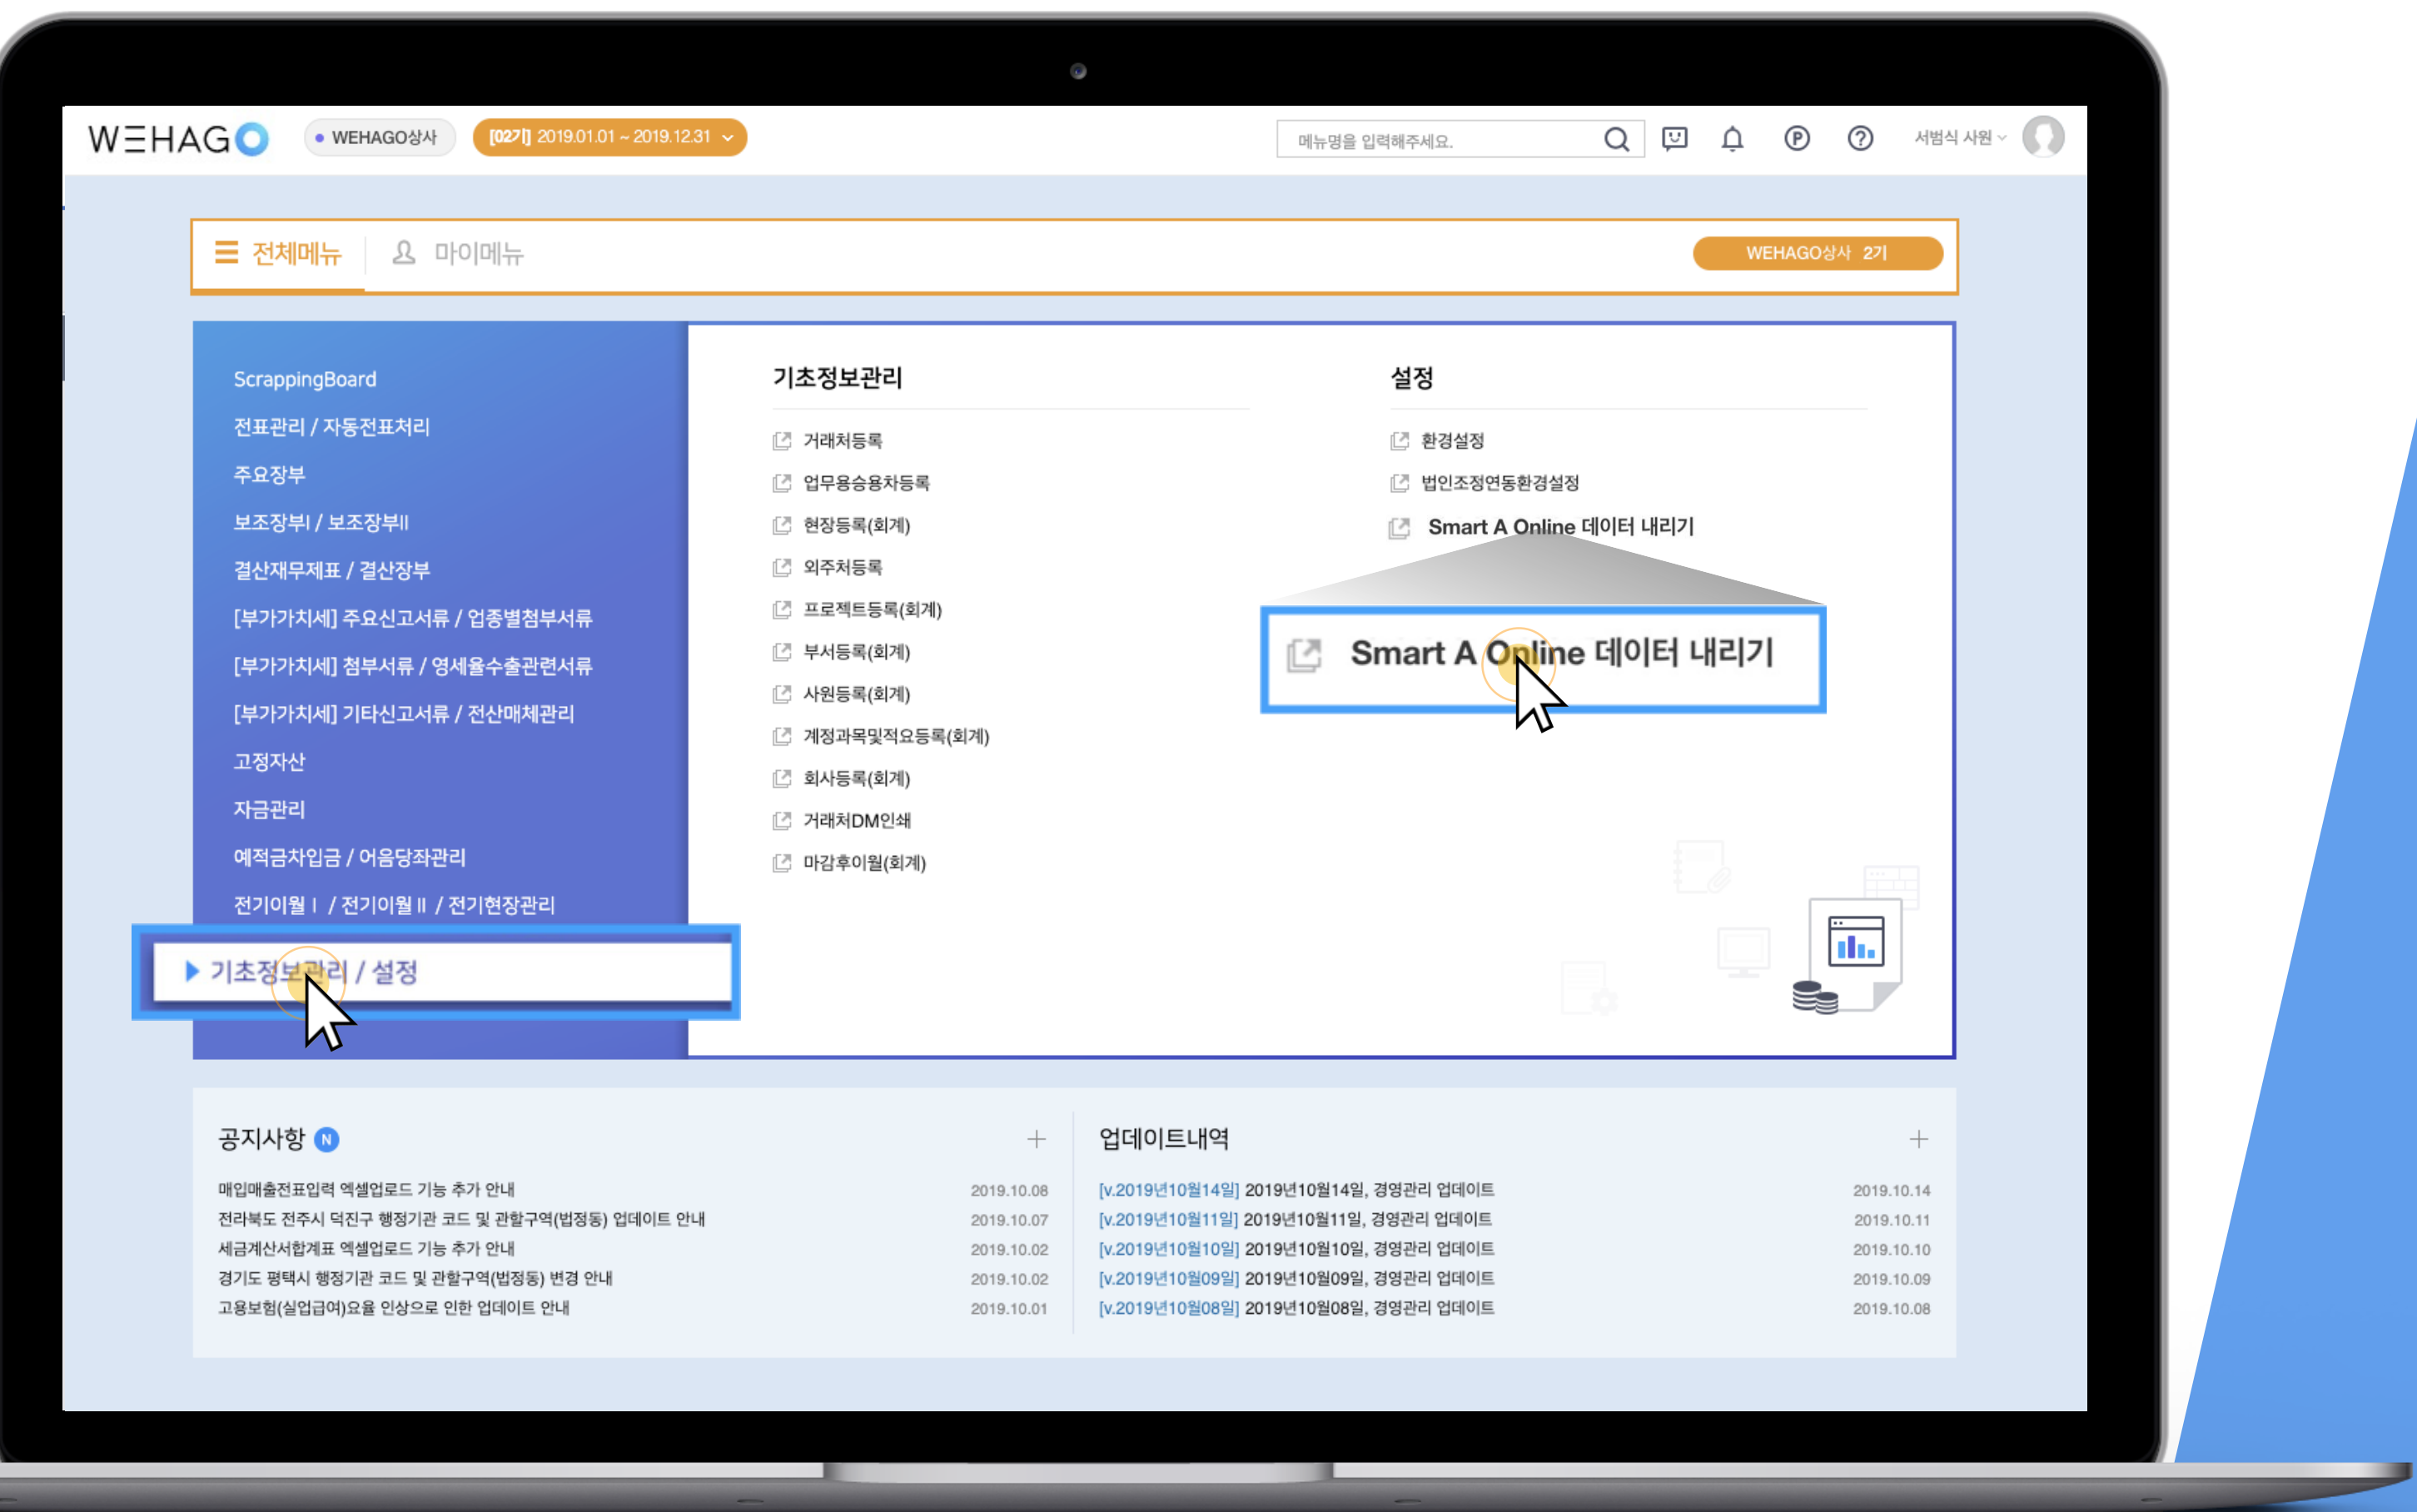 WEHAGO
WEHAGO상사
[02기] 2019.01.01 ~ 2019.12.31
메뉴명을 입력해주세요.
P
?
서범식 사원
전체메뉴
마이메뉴
WEHAGO상사 2기
ScrappingBoard
전표관리 / 자동전표처리
주요장부
보조장부I / 보조장부II
결산재무제표 / 결산장부
[부가가치세] 주요신고서류 / 업종별첨부서류
[부가가치세] 첨부서류 / 영세율수출관련서류
[부가가치세] 기타신고서류 / 전산매체관리
고정자산
자금관리
예적금차입금 / 어음당좌관리
전기이월Ⅰ / 전기이월Ⅱ / 전기현장관리
기초정보관리 / 설정
기초정보관리
거래처등록
업무용승용차등록
현장등록(회계)
외주처등록
프로젝트등록(회계)
부서등록(회계)
사원등록(회계)
계정과목및적요등록(회계)
회사등록(회계)
거래처DM인쇄
마감후이월(회계)
설정
환경설정
법인조정연동환경설정
Smart A Online 데이터 내리기
Smart A Online 데이터 내리기
공지사항 N
매입매출전표입력 엑셀업로드 기능 추가 안내 2019.10.08
전라북도 전주시 덕진구 행정기관 코드 및 관할구역(법정동) 업데이트 안내 2019.10.07
세금계산서합계표 엑셀업로드 기능 추가 안내 2019.10.02
경기도 평택시 행정기관 코드 및 관할구역(법정동) 변경 안내 2019.10.02
고용보험(실업급여)요율 인상으로 인한 업데이트 안내 2019.10.01
업데이트내역
[v.2019년10월14일] 2019년10월14일, 경영관리 업데이트 2019.10.14
[v.2019년10월11일] 2019년10월11일, 경영관리 업데이트 2019.10.11
[v.2019년10월10일] 2019년10월10일, 경영관리 업데이트 2019.10.10
[v.2019년10월09일] 2019년10월09일, 경영관리 업데이트 2019.10.09
[v.2019년10월08일] 2019년10월08일, 경영관리 업데이트 2019.10.08